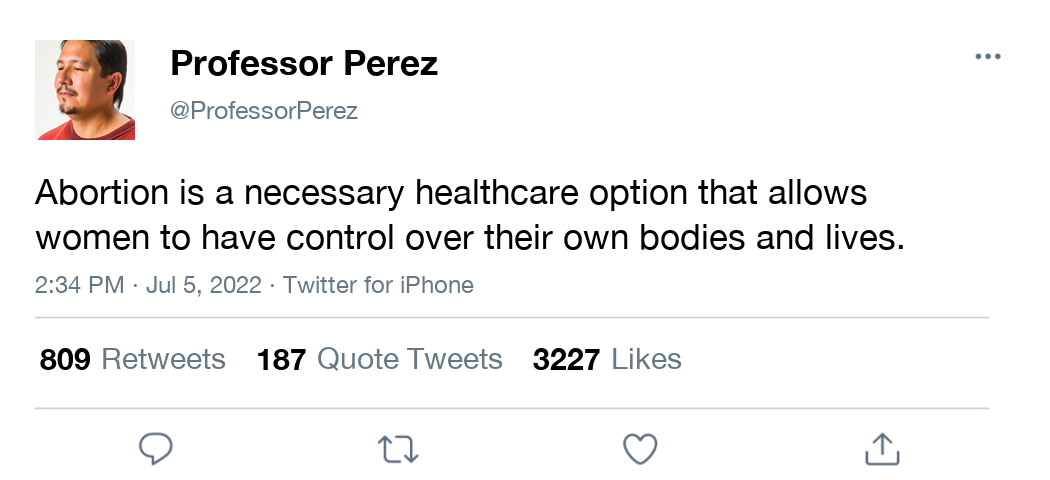 Professor Perez
@ProfessorPerez
Abortion is a necessary healthcare option that allows
women to have control over their own bodies and lives.
2:34 PM · Jul 5, 2022 · Twitter for iPhone
809 Retweets 187 Quote Tweets 3227 Likes